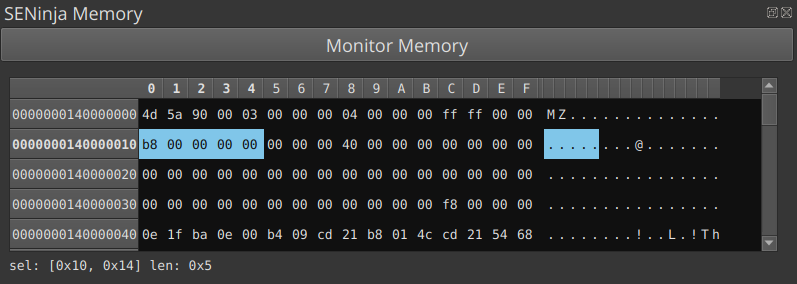 SENinja Memory
Monitor Memory
0 1 2 3 4 5 6 7 8 9 A B C D E F
0000000140000000 4d 5a 90 00 03 00 00 00 04 00 00 00 ff ff 00 00 MZ..............
0000000140000010 b8 00 00 00 00 00 00 00 40 00 00 00 00 00 00 00 ........@.......
0000000140000020 00 00 00 00 00 00 00 00 00 00 00 00 00 00 00 00 ................
0000000140000030 00 00 00 00 00 00 00 00 00 00 00 00 f8 00 00 00 ................
0000000140000040 0e 1f ba 0e 00 b4 09 cd 21 b8 01 4c cd 21 54 68 ........!..L.!Th
sel: [0x10, 0x14] len: 0x5